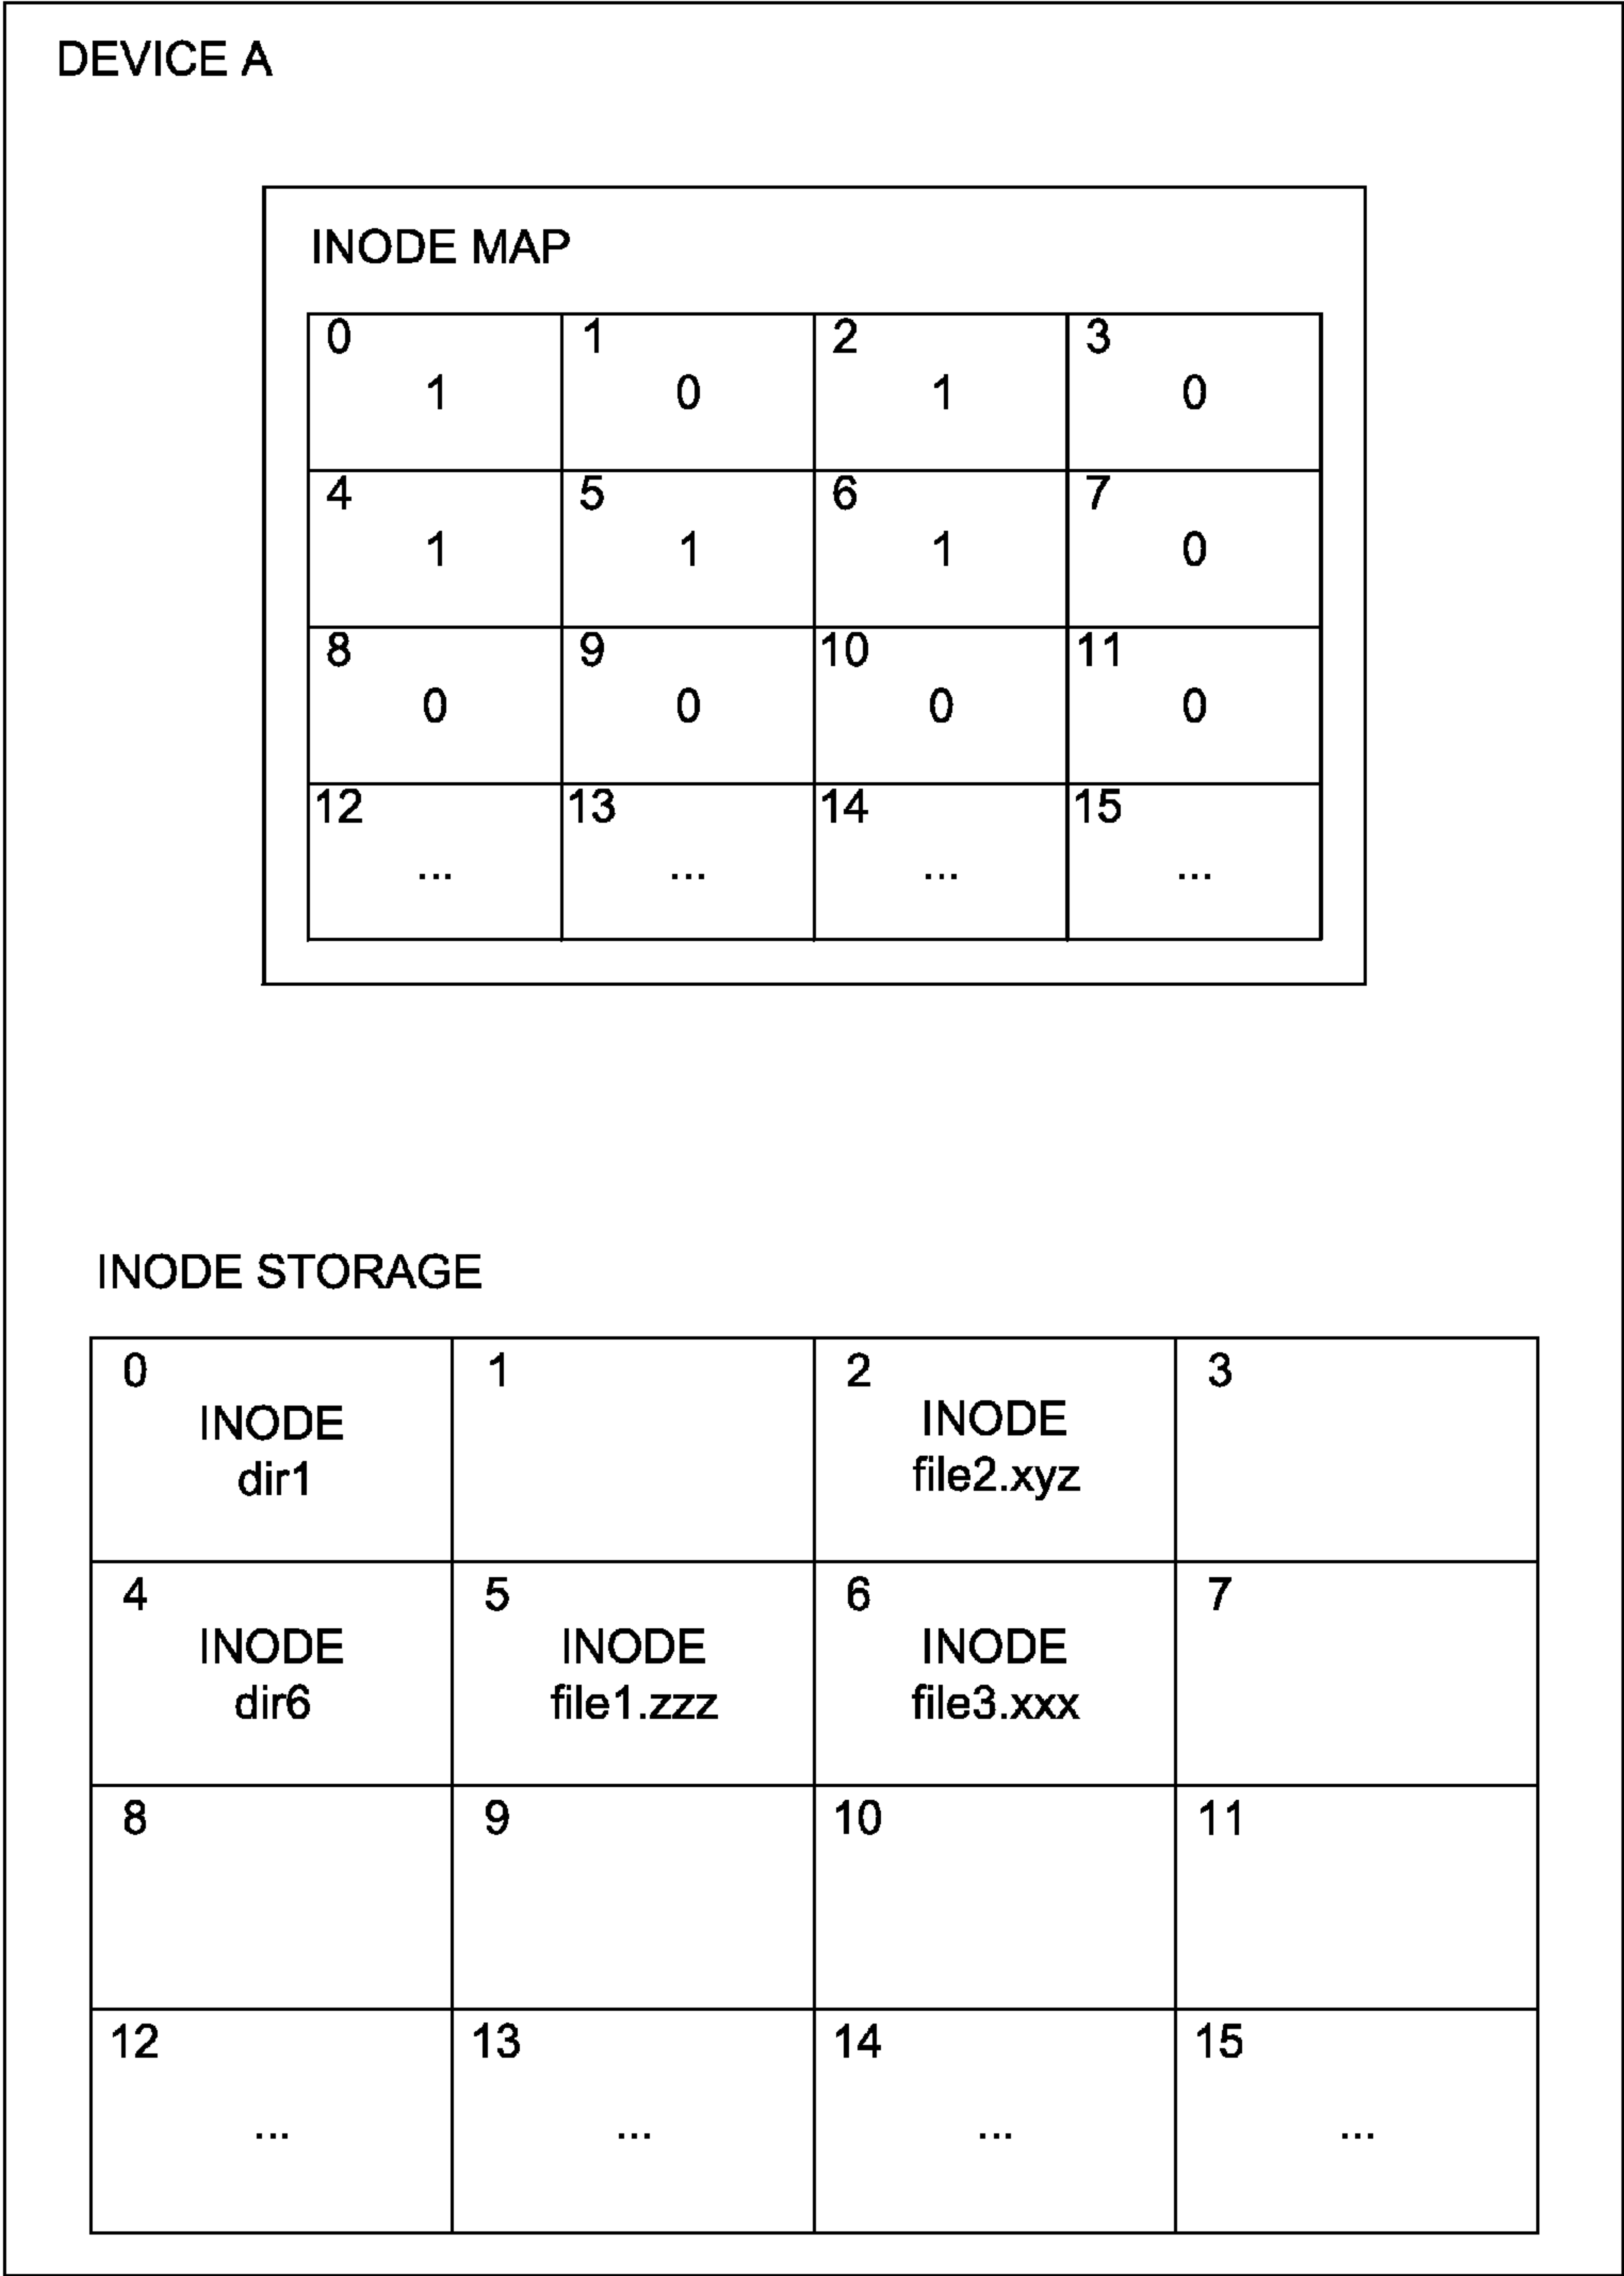 DEVICE A
INODE MAP
0 1 2 3
1 0 1 0
4 5 6 7
1 1 1 0
8 9 10 11
0 0 0 0
12 13 14 15
... ... ... ...
INODE STORAGE
0 1 2 3
INODE INODE
dir1 file2.xyz
4 5 6 7
INODE INODE INODE
dir6 file1.zzz file3.xxx
8 9 10 11
12 13 14 15
... ... ... ...